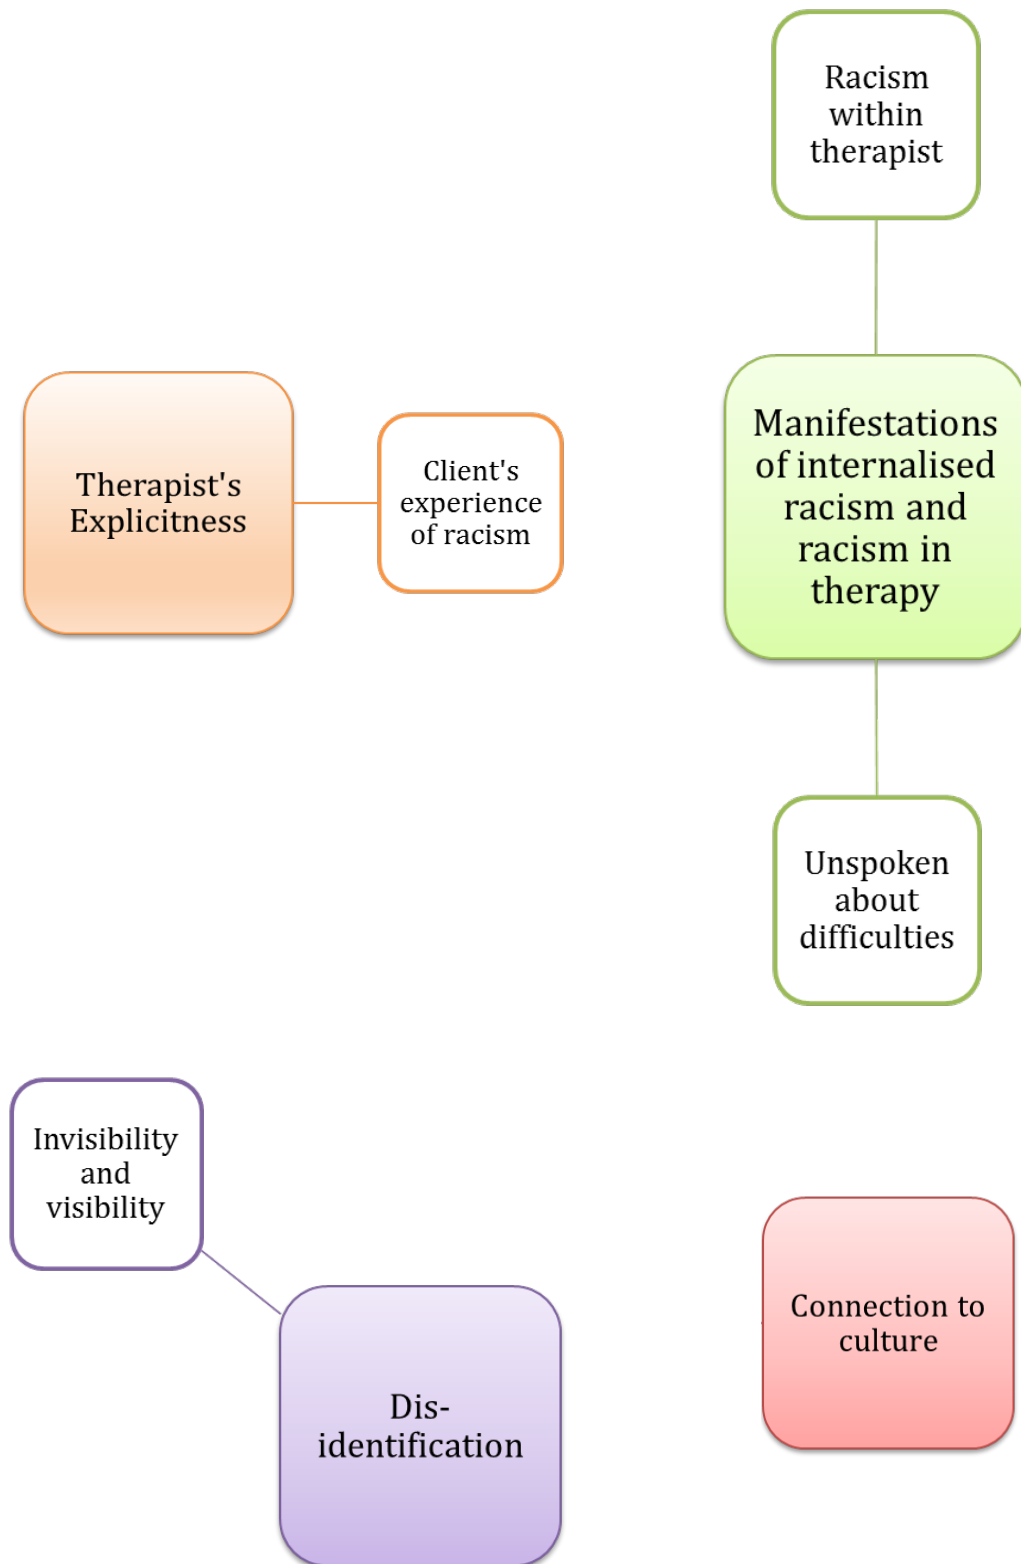 Racism
within
therapist
Therapist's
Explicitness
Client's
experience
of racism
Manifestations
of internalised
racism and
racism in
therapy
Unspoken
about
difficulties
Invisibility
and
visibility
Dis-
identification
Connection to
culture